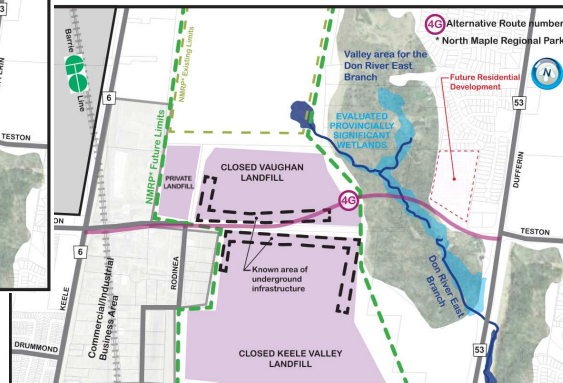 3
FFERIN
TESTON
ON
Barrie
Line
6
NMRP* Existing Limits
NMRP* Future Limits
4G Alternative Route number
* North Maple Regional Park
N
Valley area for the
Don River East
Branch
Future Residential
Development
53
EVALUATED
PROVINCIALLY
SIGNIFICANT
WETLANDS
DUFFERIN
PRIVATE
LANDFILL
CLOSED VAUGHAN
LANDFILL
4G
TESTON
6
KEELE
Commercial/Industrial
Business Area
RODINEA
Known area of
underground
infrastructure
Don River East
Branch
DRUMMOND
CLOSED KEELE VALLEY
LANDFILL
53